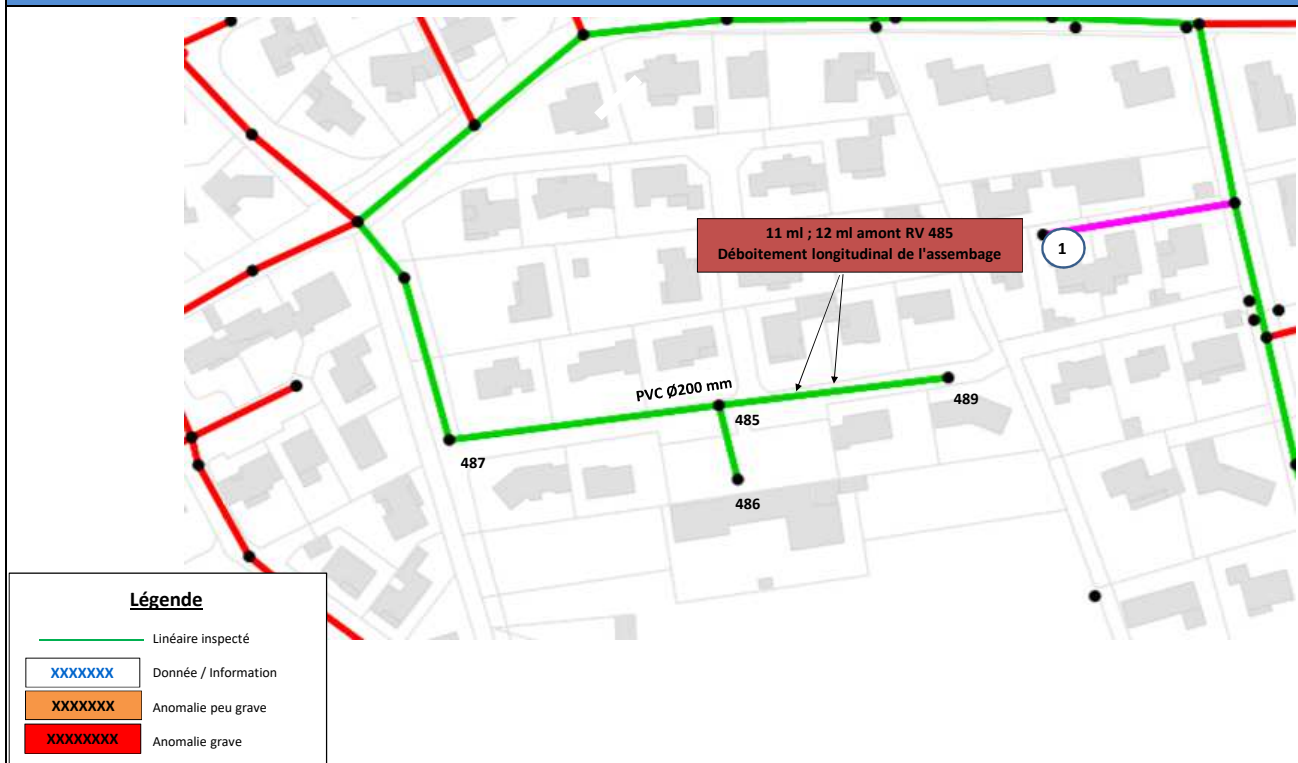 11 ml ; 12 ml amont RV 485
Déboitement longitudinal de l'assembage
1
PVC Ø200 mm
485
489
487
486
Légende
Linéaire inspecté
XXXXXXX
Donnée / Information
XXXXXXX
Anomalie peu grave
XXXXXXXX
Anomalie grave